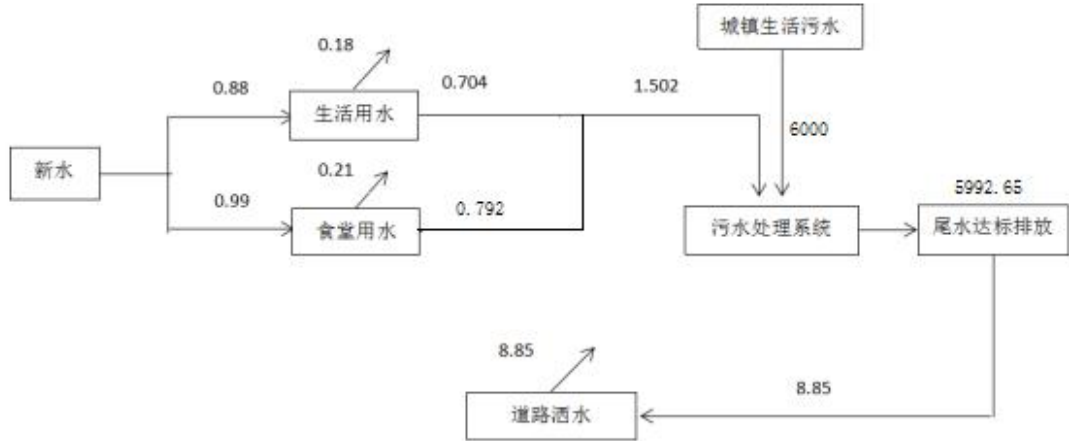 城镇生活污水
0.18
0.88
0.704
1.502
生活用水
6000
新水
0.21
0.99
0.792
5992.65
食堂用水
污水处理系统
尾水达标排放
8.85
8.85
道路洒水